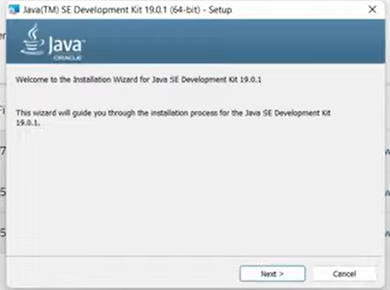 Java(TM) SE Development Kit 19.0.1 (64-bit) - Setup
Java™
ORACLE
Welcome to the Installation Wizard for Java SE Development Kit 19.0.1
This wizard will guide you through the installation process for the Java SE Development Kit
19.0.1.
Next >
Cancel